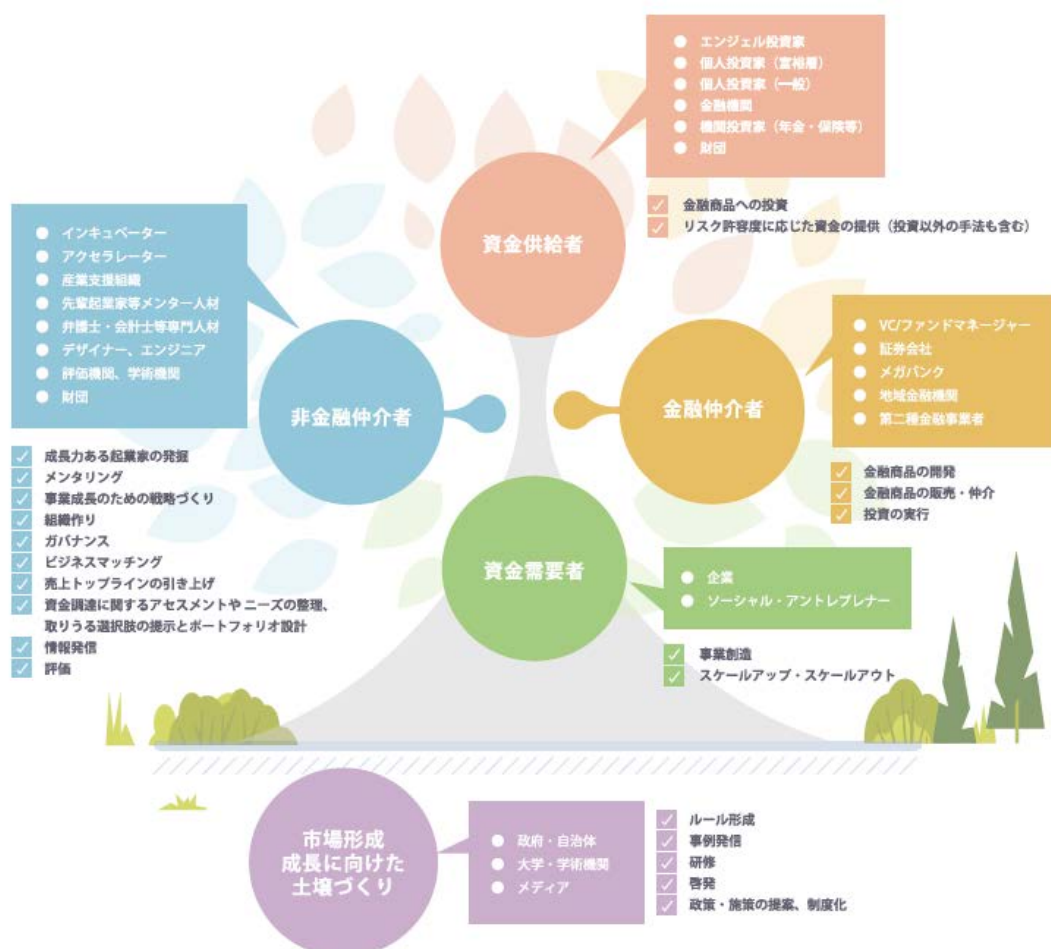 エンジェル投資家
個人投資家（富裕層）
個人投資家（一般）
金融機関
機関投資家（年金・保険等）
財団
資金供給者
金融商品への投資
リスク許容度に応じた資金の提供（投資以外の手法も含む）
インキュベーター
アクセラレーター
産業支援組織
先輩起業家等メンター人材
弁護士・会計士等専門人材
デザイナー、エンジニア
評価機関、学術機関
財団
非金融仲介者
成長力ある起業家の発掘
メンタリング
事業成長のための戦略づくり
組織作り
ガバナンス
ビジネスマッチング
売上トップラインの引き上げ
資金調達に関するアセスメントやニーズの整理、
取りうる選択肢の提示とポートフォリオ設計
情報発信
評価
VC/ファンドマネージャー
証券会社
メガバンク
地域金融機関
第二種金融事業者
金融仲介者
金融商品の開発
金融商品の販売・仲介
投資の実行
資金需要者
企業
ソーシャル・アントレプレナー
事業創造
スケールアップ・スケールアウト
市場形成
成長に向けた
土壌づくり
政府・自治体
大学・学術機関
メディア
ルール形成
事例発信
研修
啓発
政策・施策の提案、制度化